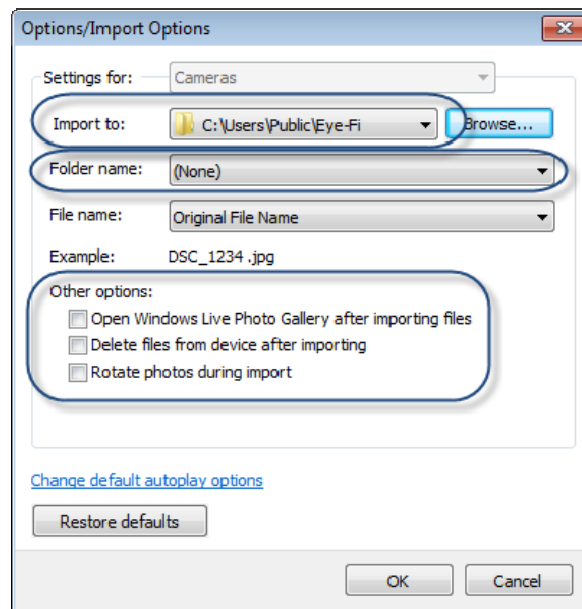 Options/Import Options
Settings for: Cameras
Import to: C:\Users\Public\Eye-Fi Browse...
Folder name: (None)
File name: Original File Name
Example: DSC_1234 .jpg
Other options:
Open Windows Live Photo Gallery after importing files
Delete files from device after importing
Rotate photos during import
Change default autoplay options
Restore defaults
OK Cancel